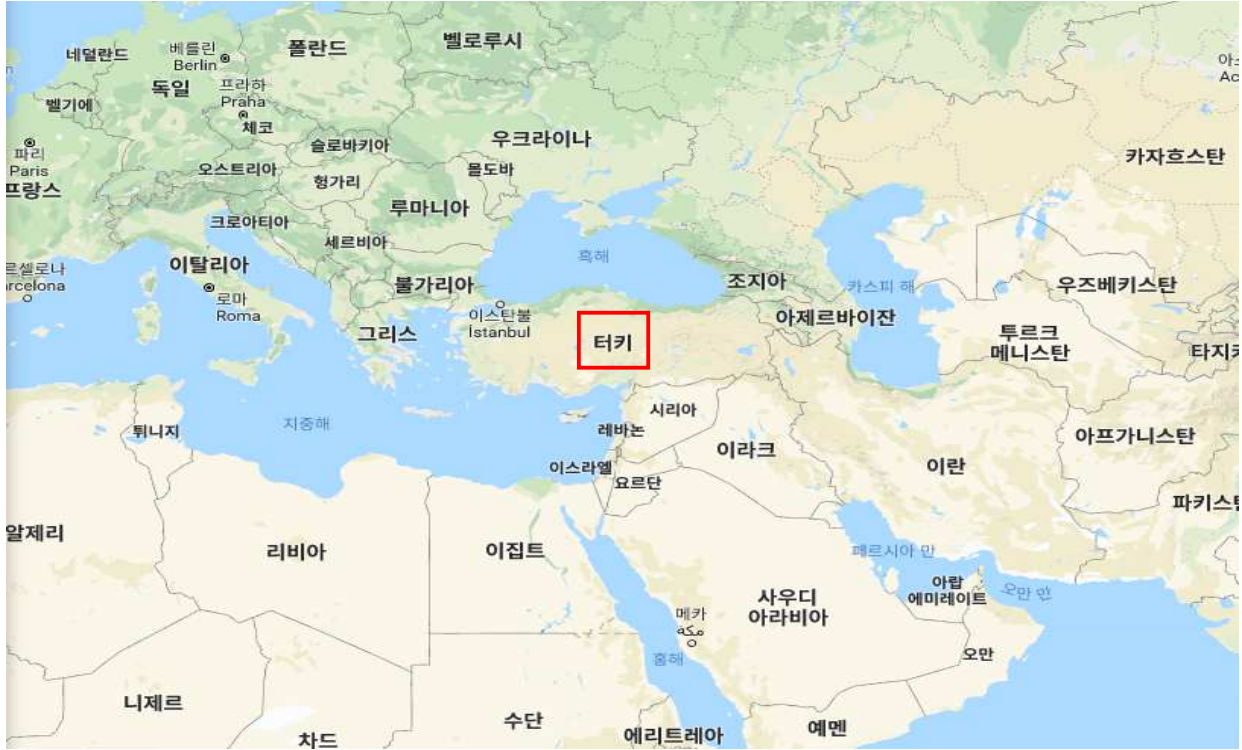 네덜란드
베를린
Berlin
폴란드
벨로루시
독일
프라하
Praha
벨기에
체코
파리
Paris
프랑스
슬로바키아
우크라이나
오스트리아
몰도바
헝가리
카자흐스탄
루마니아
크로아티아
세르비아
흑해
이탈리아
로마
Roma
불가리아
조지아
카스피 해
우즈베키스탄
이스탄불
İstanbul
아제르바이잔
그리스
터키
투르크
메니스탄
지중해
튀니지
시리아
레바논
이라크
아프가니스탄
이스라엘
이란
요르단
알제리
리비아
이집트
페르시아 만
아랍
에미레이트
오만 만
사우디
아라비아
메카
مكة
홍해
오만
니제르
수단
차드
에리트레아
예멘